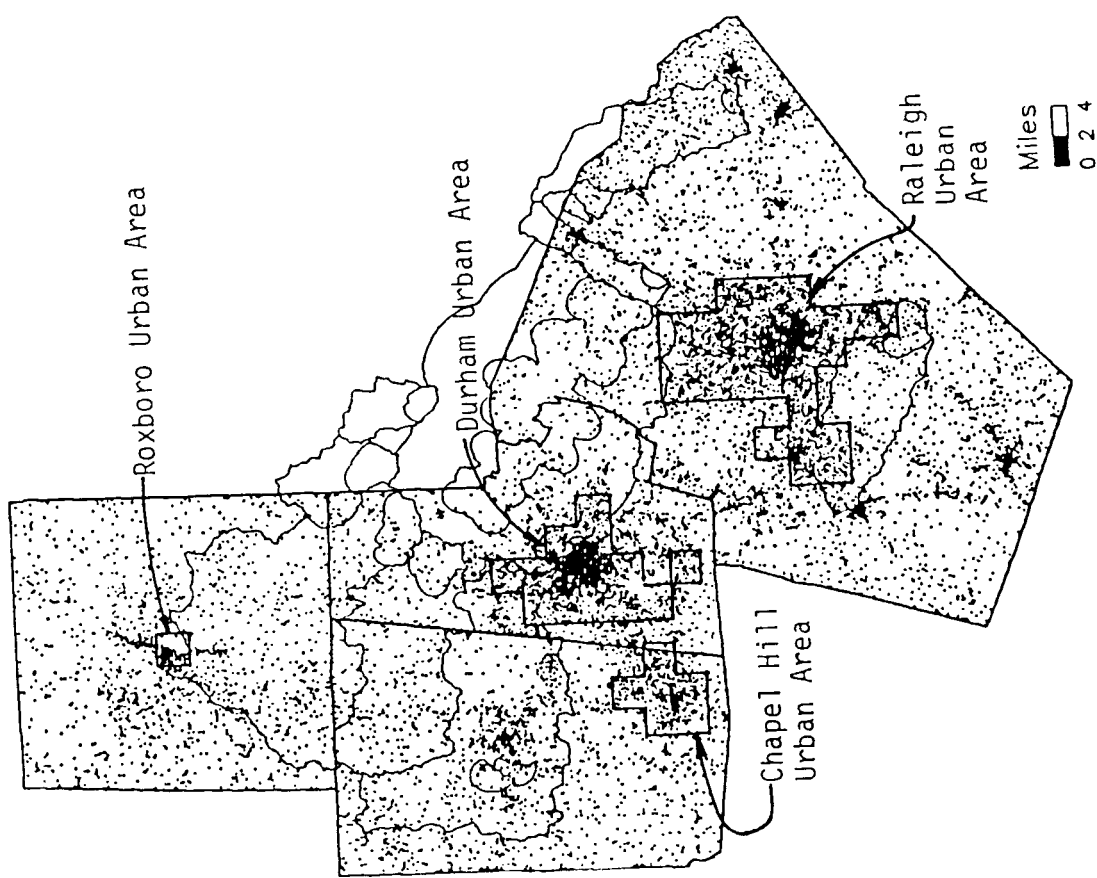 Roxboro Urban Area
Durham Urban Area
Raleigh
Urban
Area
Miles
0 2 4
Chapel Hill
Urban Area